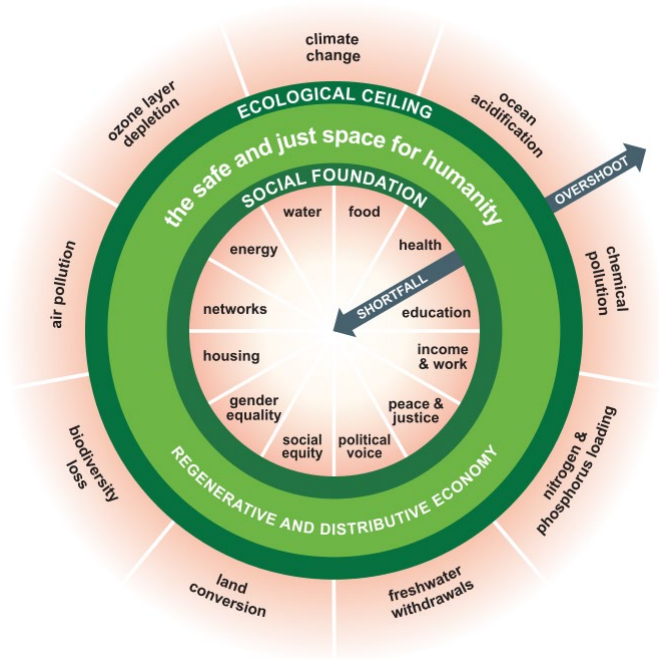 climate
change
ocean
acidification
chemical
pollution
nitrogen &
phosphorus loading
freshwater
withdrawals
land
conversion
biodiversity
loss
air pollution
ozone layer
depletion
OVERSHOOT
ECOLOGICAL CEILING
the safe and just space for humanity
SOCIAL FOUNDATION
water
food
health
SHORTFALL
education
income
& work
peace &
justice
political
voice
social
equity
gender
equality
housing
networks
energy
REGENERATIVE AND DISTRIBUTIVE ECONOMY